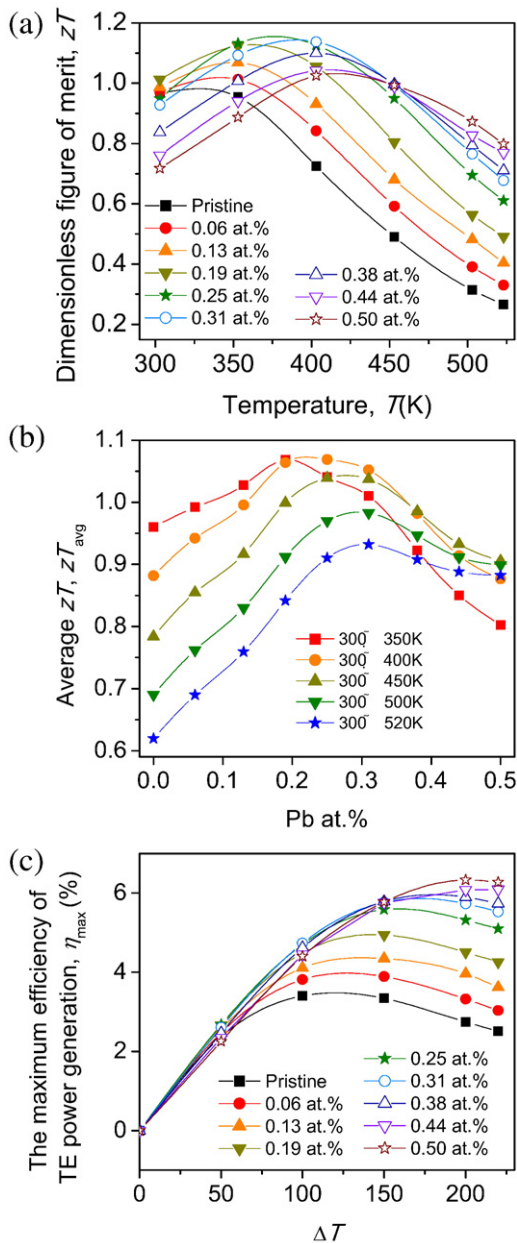 (a)
1.2
1.0
0.8
0.6
0.4
0.2
Dimensionless figure of merit, zT
Pristine
0.06 at.%
0.13 at.%
0.19 at.%
0.25 at.%
0.31 at.%
0.38 at.%
0.44 at.%
0.50 at.%
300 350 400 450 500
Temperature, T(K)
(b)
1.1
1.0
0.9
0.8
0.7
0.6
Average zT, zTavg
300~ 350K
300~ 400K
300~ 450K
300~ 500K
300~ 520K
0.0 0.1 0.2 0.3 0.4 0.5
Pb at.%
(c)
8
6
4
2
0
The maximum efficiency of
TE power generation, ηmax (%)
Pristine
0.06 at.%
0.13 at.%
0.19 at.%
0.25 at.%
0.31 at.%
0.38 at.%
0.44 at.%
0.50 at.%
0 50 100 150 200
ΔT